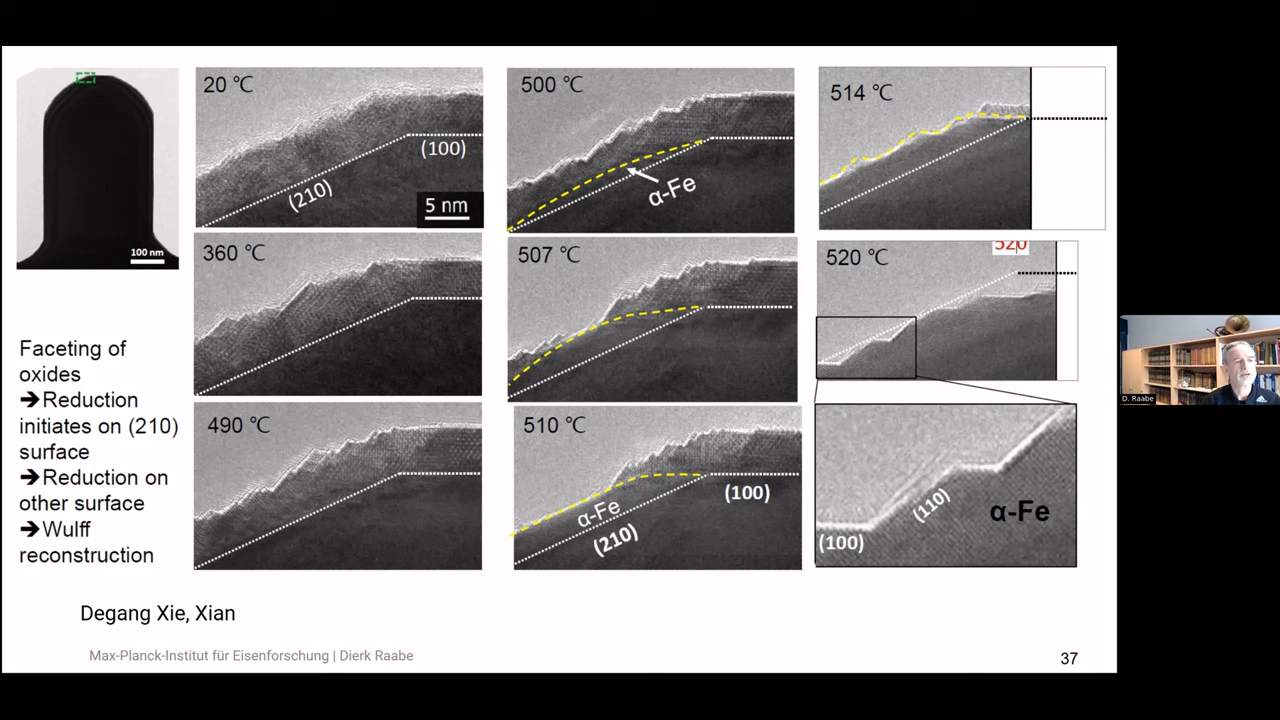 100 nm
Faceting of
oxides
➔Reduction
initiates on (210)
surface
➔Reduction on
other surface
➔Wulff
reconstruction
20 ℃
(100)
(210)
5 nm
360 ℃
490 ℃
500 ℃
α-Fe
507 ℃
510 ℃
(100)
α-Fe
(210)
514 ℃
520
520 ℃
(110)
α-Fe
(100)
Degang Xie, Xian
Max-Planck-Institut für Eisenforschung | Dierk Raabe
37
D. Raabe